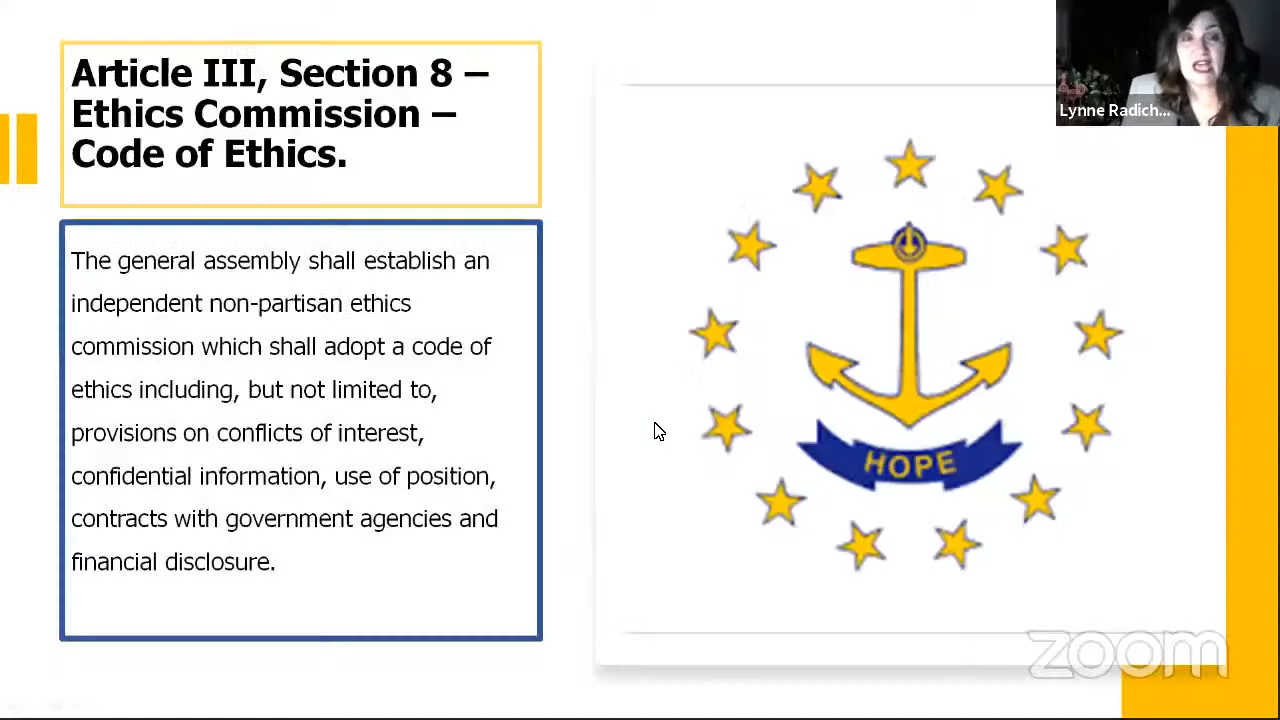 Article III, Section 8 –
Ethics Commission –
Code of Ethics.
The general assembly shall establish an
independent non-partisan ethics
commission which shall adopt a code of
ethics including, but not limited to,
provisions on conflicts of interest,
confidential information, use of position,
contracts with government agencies and
financial disclosure.
HOPE
Lynne Radich...
zoom